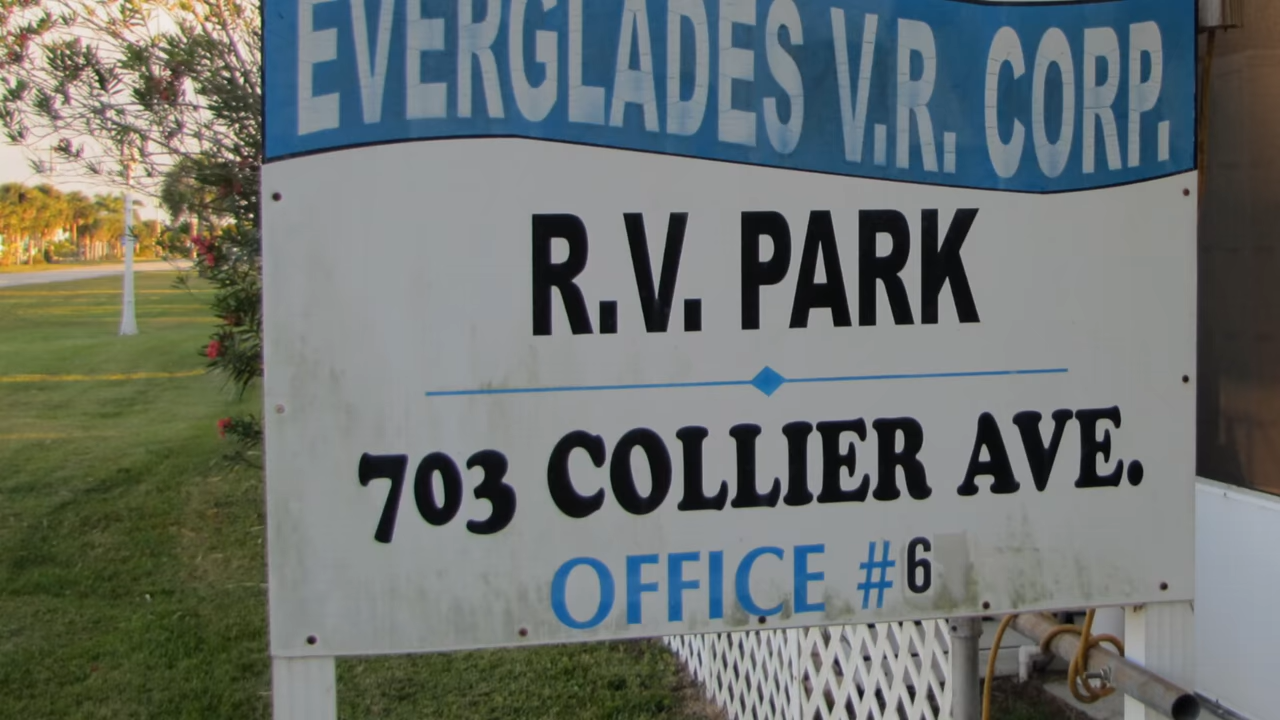 EVERGLADES V.R. CORP.
R.V. PARK
703 COLLIER AVE.
OFFICE #6